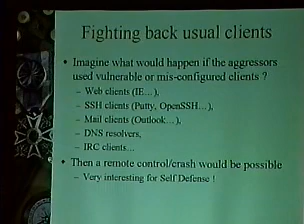 Fighting back usual clients
• Imagine what would happen if the aggressors
used vulnerable or mis-configured clients ?
– Web clients (IE...),
– SSH clients (Putty, OpenSSH...),
– Mail clients (Outlook...),
– DNS resolvers,
– IRC clients...
• Then a remote control/crash would be possible
– Very interesting for Self Defense !